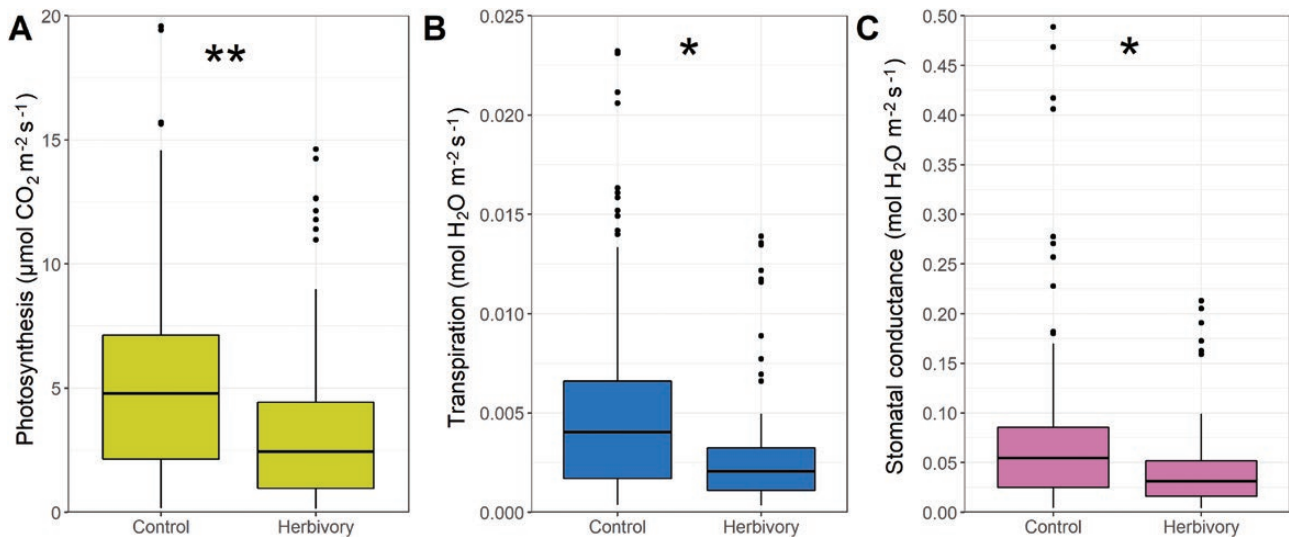 A
**
Photosynthesis (µmol CO₂ m⁻² s⁻¹)
20
15
10
5
0
Control Herbivory
B
*
Transpiration (mol H₂O m⁻² s⁻¹)
0.025
0.020
0.015
0.010
0.005
0.000
Control Herbivory
C
*
Stomatal conductance (mol H₂O m⁻² s⁻¹)
0.50
0.45
0.40
0.35
0.30
0.25
0.20
0.15
0.10
0.05
0.00
Control Herbivory